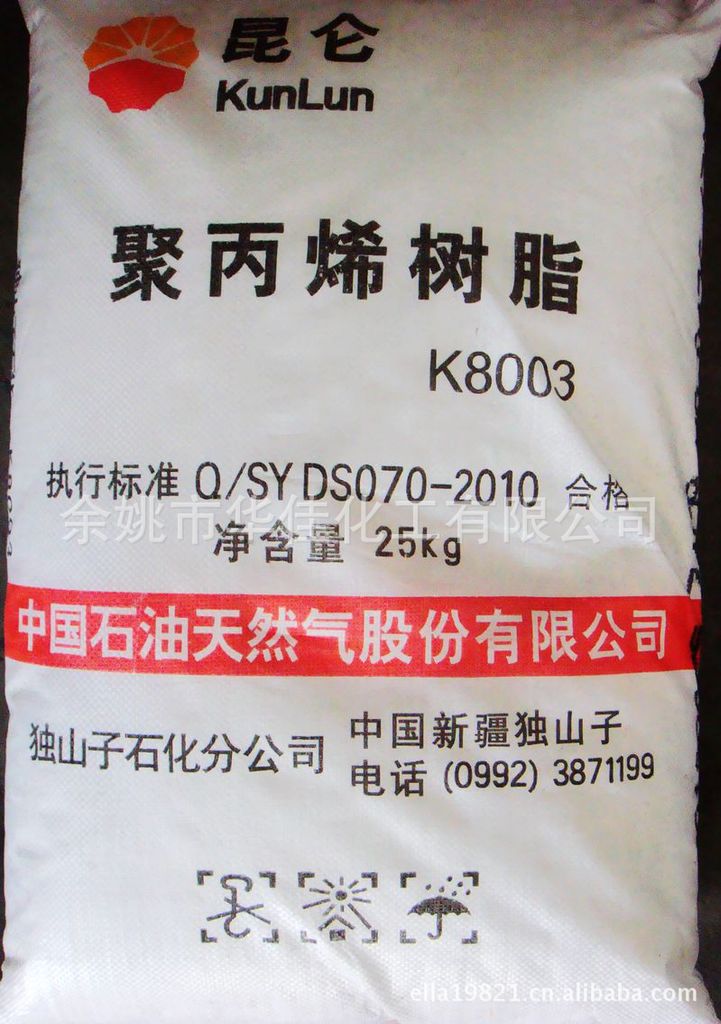 昆仑
KunLun
聚丙烯树脂
K8003
执行标准 Q/SY DS070-2010 合格
余姚市华佳化工有限公司
净含量 25kg
中国石油天然气股份有限公司
独山子石化分公司
中国新疆独山子
电话 (0992) 3871199
ella19821.cn.alibaba.com